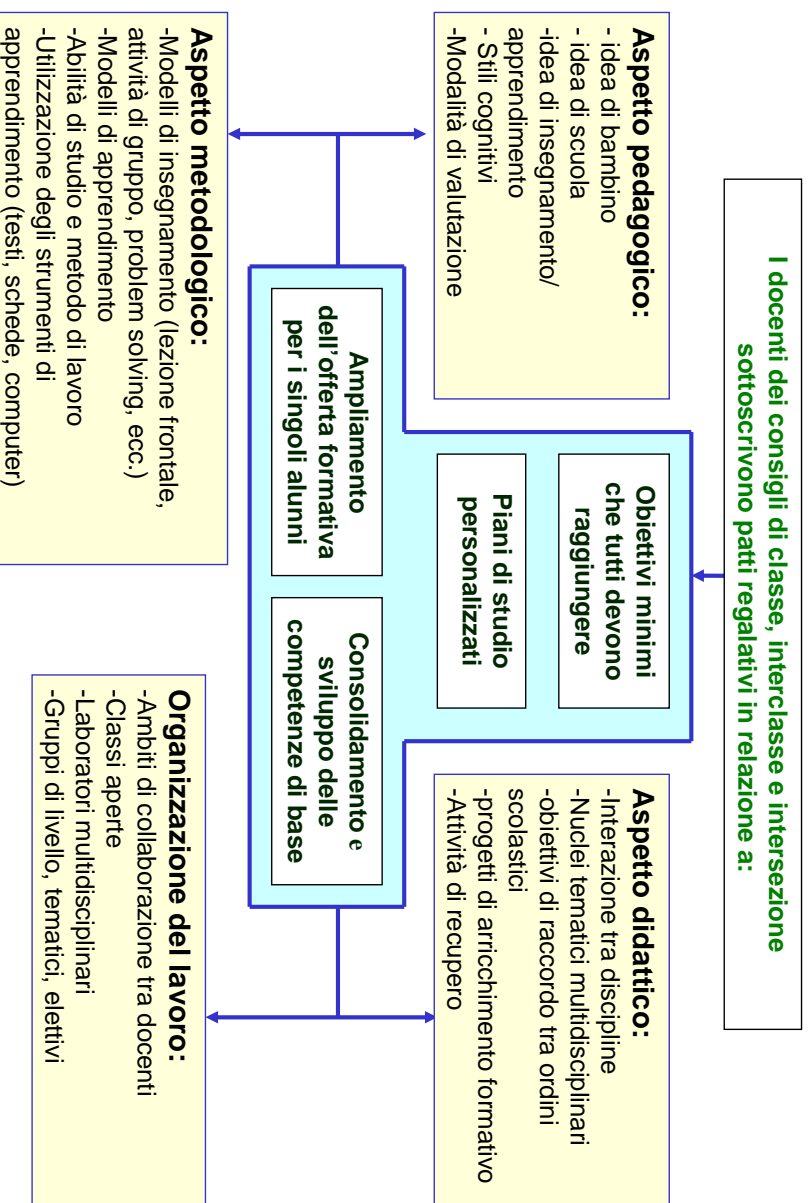 I docenti dei consigli di classe, interclasse e intersezione
sottoscrivono patti regalativi in relazione a:
Aspetto pedagogico:
- idea di bambino
- idea di scuola
-idea di insegnamento/
apprendimento
- Stili cognitivi
-Modalità di valutazione
Obiettivi minimi
che tutti devono
raggiungere
Piani di studio
personalizzati
Aspetto didattico:
-Interazione tra discipline
-Nuclei tematici multidisciplinari
-obiettivi di raccordo tra ordini
scolastici
-progetti di arricchimento formativo
-Attività di recupero
Ampliamento
dell’offerta formativa
per i singoli alunni
Consolidamento e
sviluppo delle
competenze di base
Aspetto metodologico:
-Modelli di insegnamento (lezione frontale,
attività di gruppo, problem solving, ecc.)
-Modelli di apprendimento
-Abilità di studio e metodo di lavoro
-Utilizzazione degli strumenti di
apprendimento (testi, schede, computer)
Organizzazione del lavoro:
-Ambiti di collaborazione tra docenti
-Classi aperte
-Laboratori multidisciplinari
-Gruppi di livello, tematici, elettivi